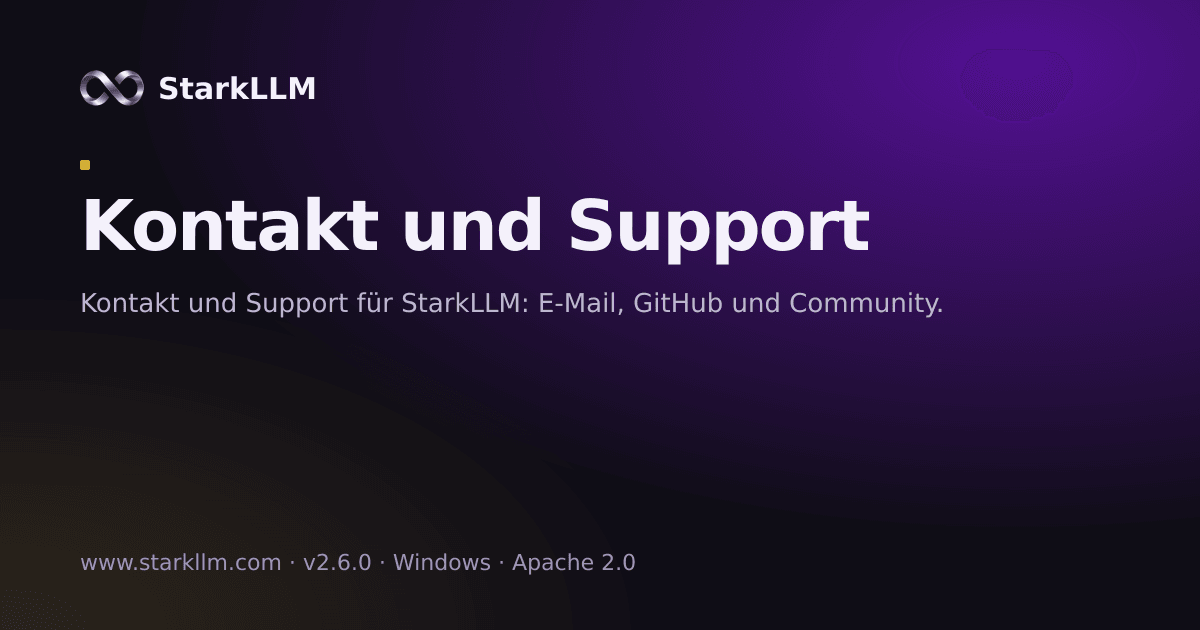 StarkLLM
Kontakt und Support
Kontakt und Support für StarkLLM: E-Mail, GitHub und Community.
www.starkllm.com · v2.6.0 · Windows · Apache 2.0